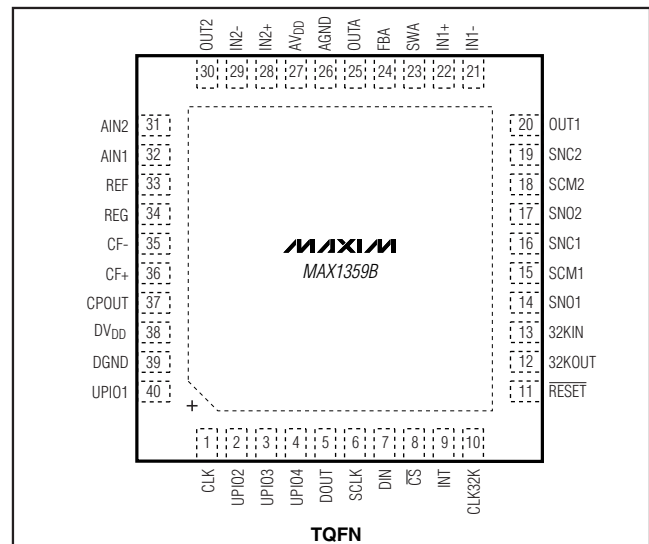 OUT2 IN2- IN2+ AVDD AGND OUTA FBA SWA IN1+ IN1-
30 29 28 27 26 25 24 23 22 21
AIN2 31
AIN1 32
REF 33
REG 34
CF- 35
CF+ 36
CPOUT 37
DVDD 38
DGND 39
UPIO1 40
MAXIM
MAX1359B
20 OUT1
19 SNC2
18 SCM2
17 SNO2
16 SNC1
15 SCM1
14 SNO1
13 32KIN
12 32KOUT
11 RESET
+
1 2 3 4 5 6 7 8 9 10
CLK UPIO2 UPIO3 UPIO4 DOUT SCLK DIN CS INT CLK32K
TQFN